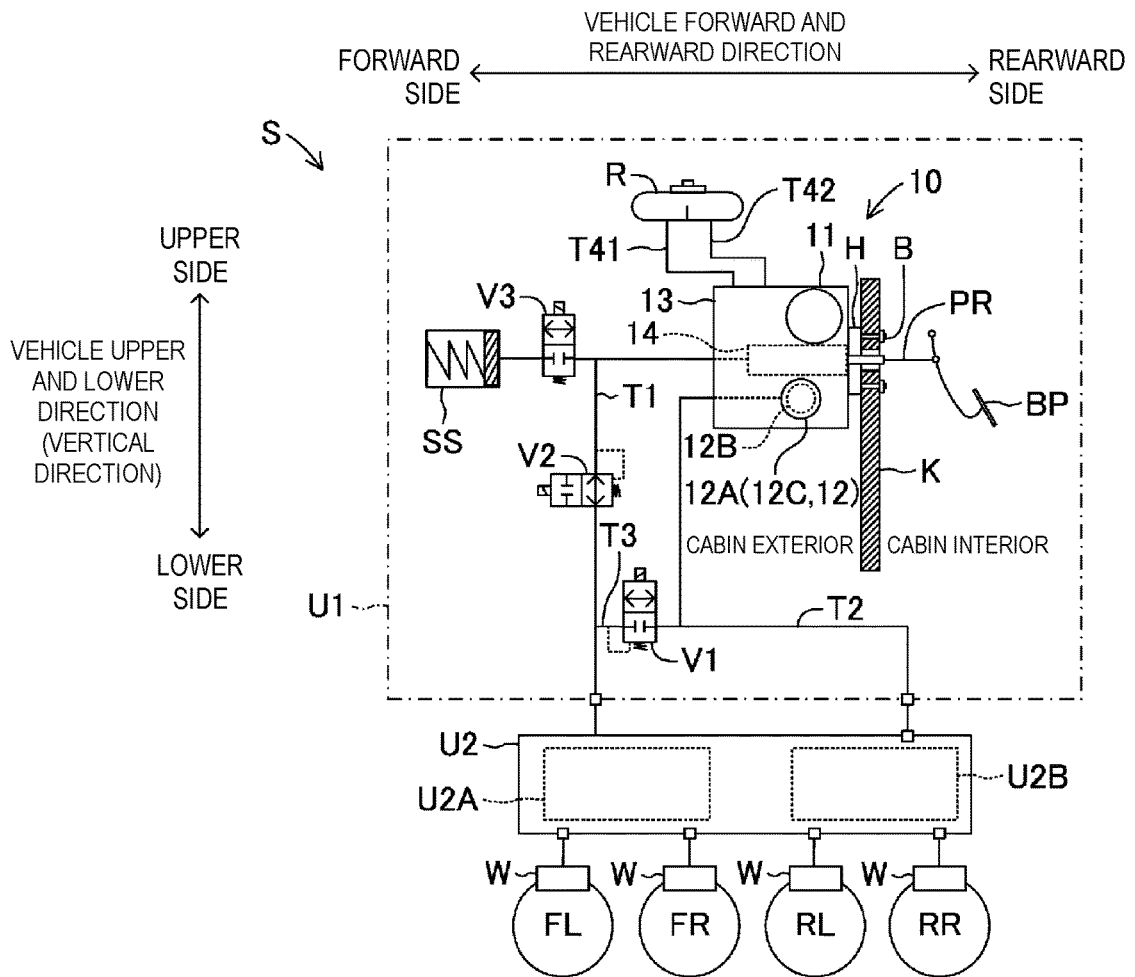 VEHICLE FORWARD AND
REARWARD DIRECTION
FORWARD
SIDE
REARWARD
SIDE
S
R
T42
10
UPPER
SIDE
T41
11
H
B
V3
13
PR
14
VEHICLE UPPER
AND LOWER
DIRECTION
(VERTICAL
DIRECTION)
T1
SS
BP
12B
V2
K
12A(12C,12)
T3
CABIN EXTERIOR
CABIN INTERIOR
LOWER
SIDE
U1
T2
V1
U2
U2A
U2B
W
W
W
W
FL
FR
RL
RR